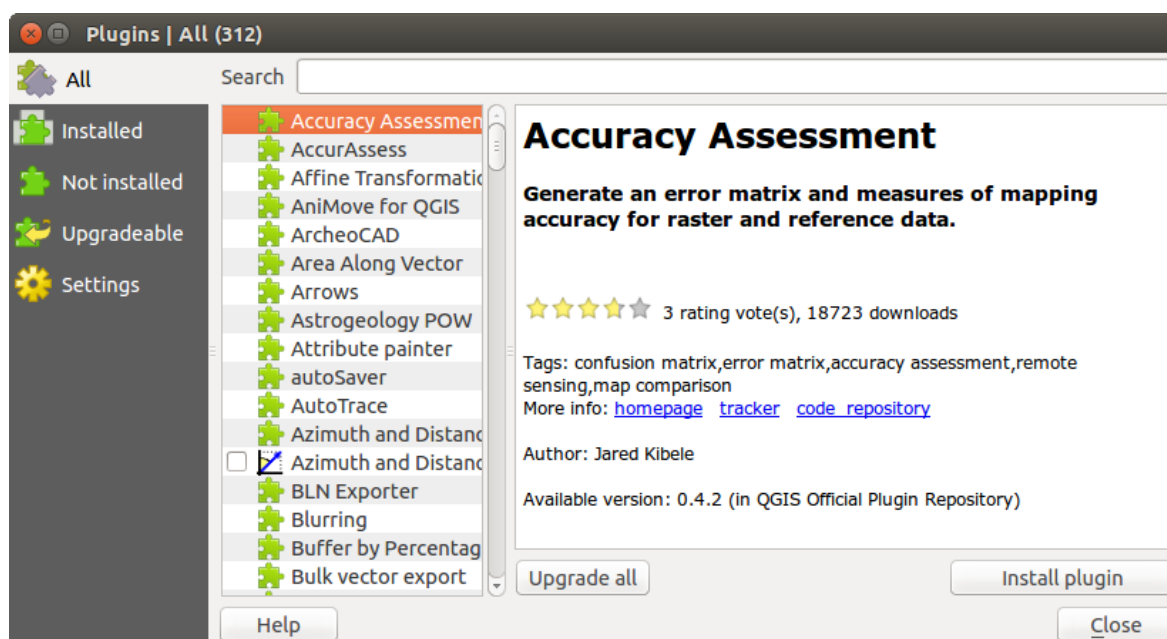 Plugins | All (312)
All
Search
Installed
Not installed
Upgradeable
Settings
Accuracy Assessmen
AccurAssess
Affine Transformatic
AniMove for QGIS
ArcheoCAD
Area Along Vector
Arrows
Astrogeology POW
Attribute painter
autoSaver
AutoTrace
Azimuth and Distanc
Azimuth and Distanc
BLN Exporter
Blurring
Buffer by Percentag
Bulk vector export
Accuracy Assessment
Generate an error matrix and measures of mapping
accuracy for raster and reference data.
3 rating vote(s), 18723 downloads
Tags: confusion matrix,error matrix,accuracy assessment,remote
sensing,map comparison
More info: homepage tracker code_repository
Author: Jared Kibele
Available version: 0.4.2 (in QGIS Official Plugin Repository)
Upgrade all
Install plugin
Help
Close